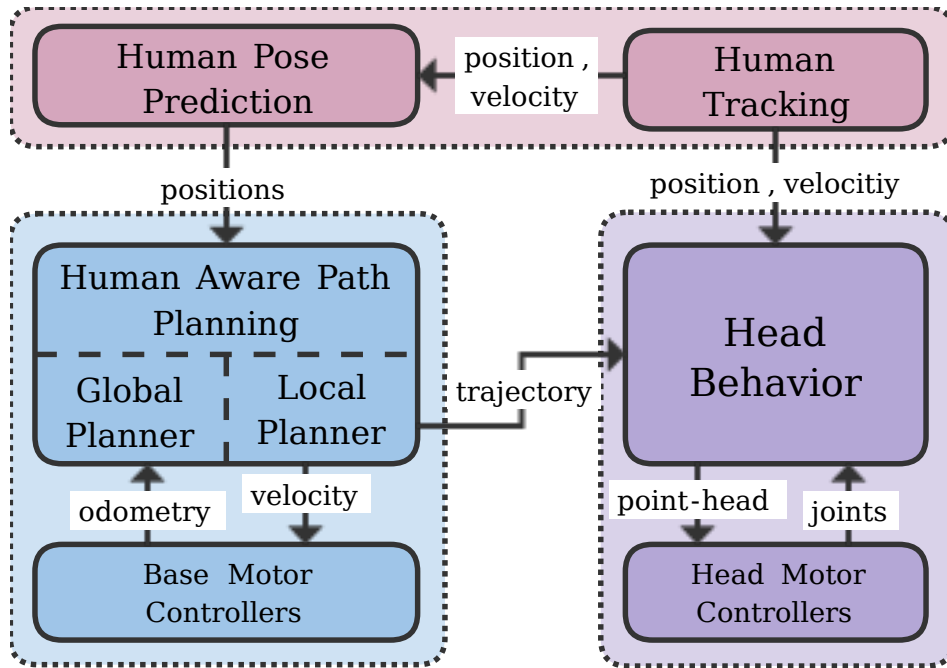 Human Pose
Prediction
position ,
velocity
Human
Tracking
positions
position , velocitiy
Human Aware Path
Planning
Global
Planner
Local
Planner
trajectory
Head
Behavior
odometry
velocity
point-head
joints
Base Motor
Controllers
Head Motor
Controllers